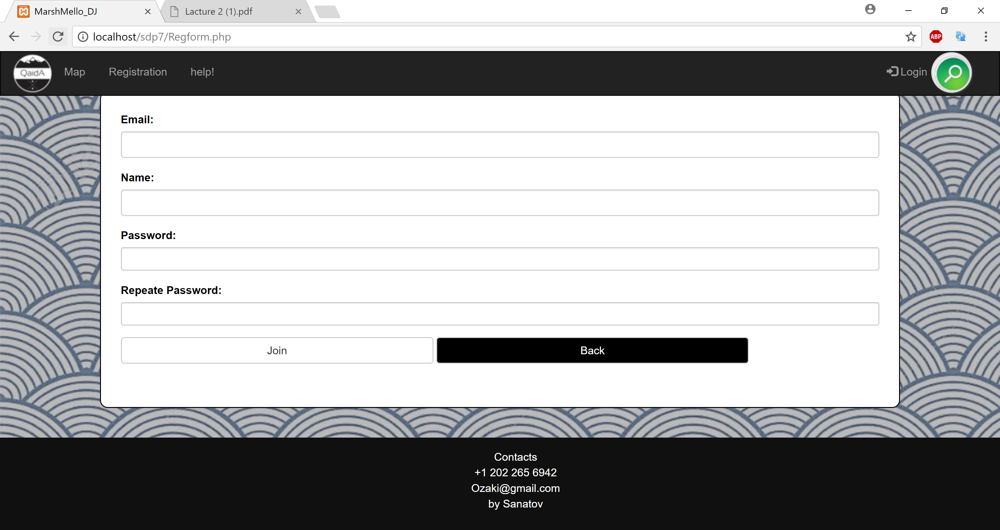 MarshMello_DJ
Lacture 2 (1).pdf
localhost/sdp7/Regform.php
ABP
QaidA
Map
Registration
help!
Login
Email:
Name:
Password:
Repeate Password:
Join
Back
Contacts
+1 202 265 6942
Ozaki@gmail.com
by Sanatov